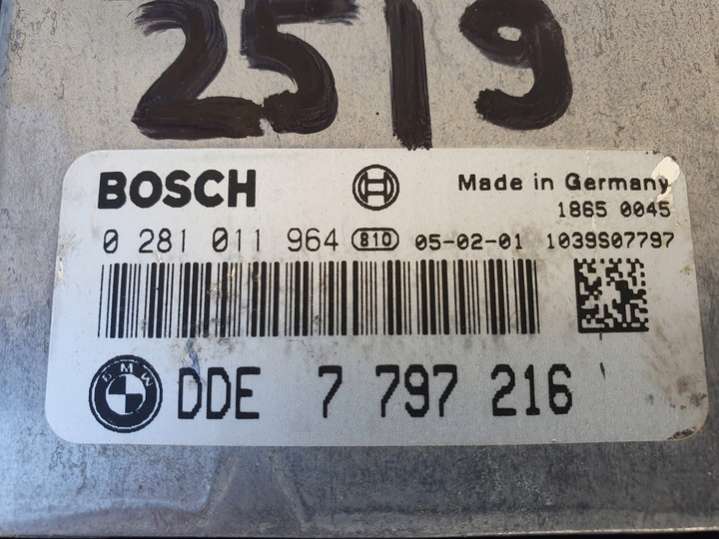 2519
BOSCH
Made in Germany
1865 0045
0 281 011 964 810 05-02-01 1039S07797
BMW
DDE 7 797 216